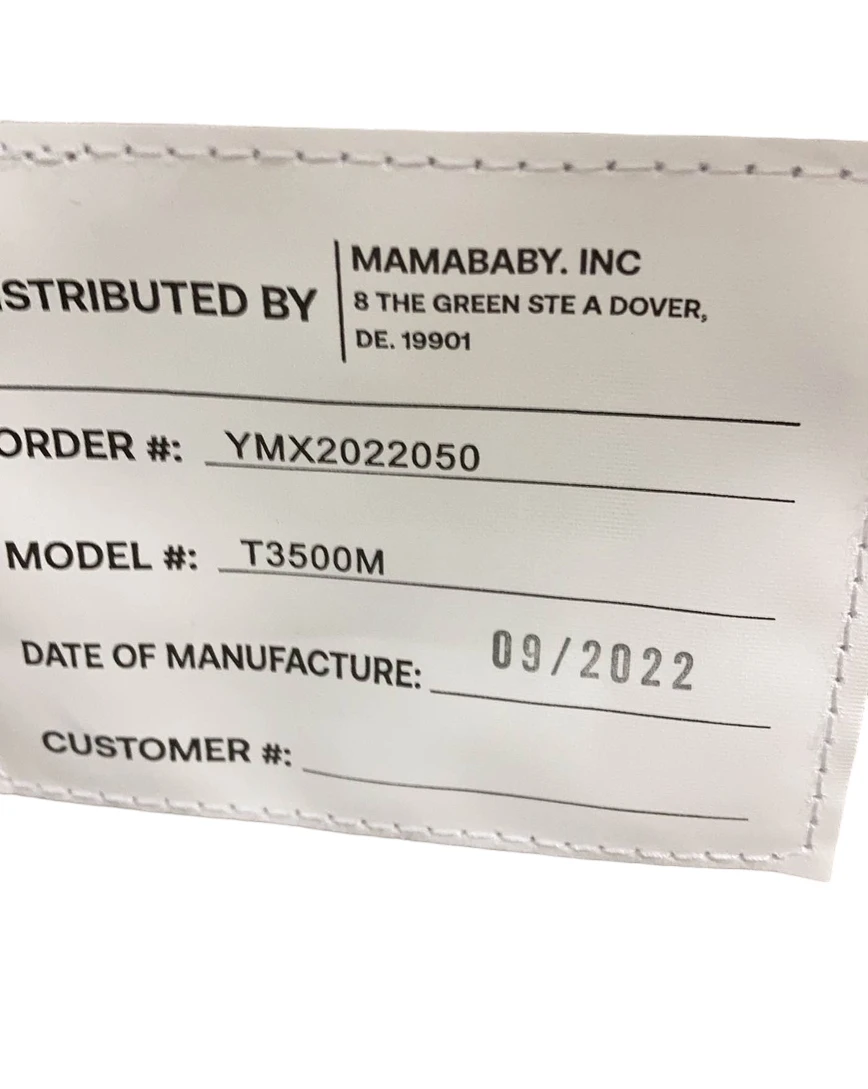 ISTRIBUTED BY
MAMABABY. INC
8 THE GREEN STE A DOVER,
DE. 19901
ORDER #: YMX2022050
MODEL #: T3500M
DATE OF MANUFACTURE: 09/2022
CUSTOMER #: